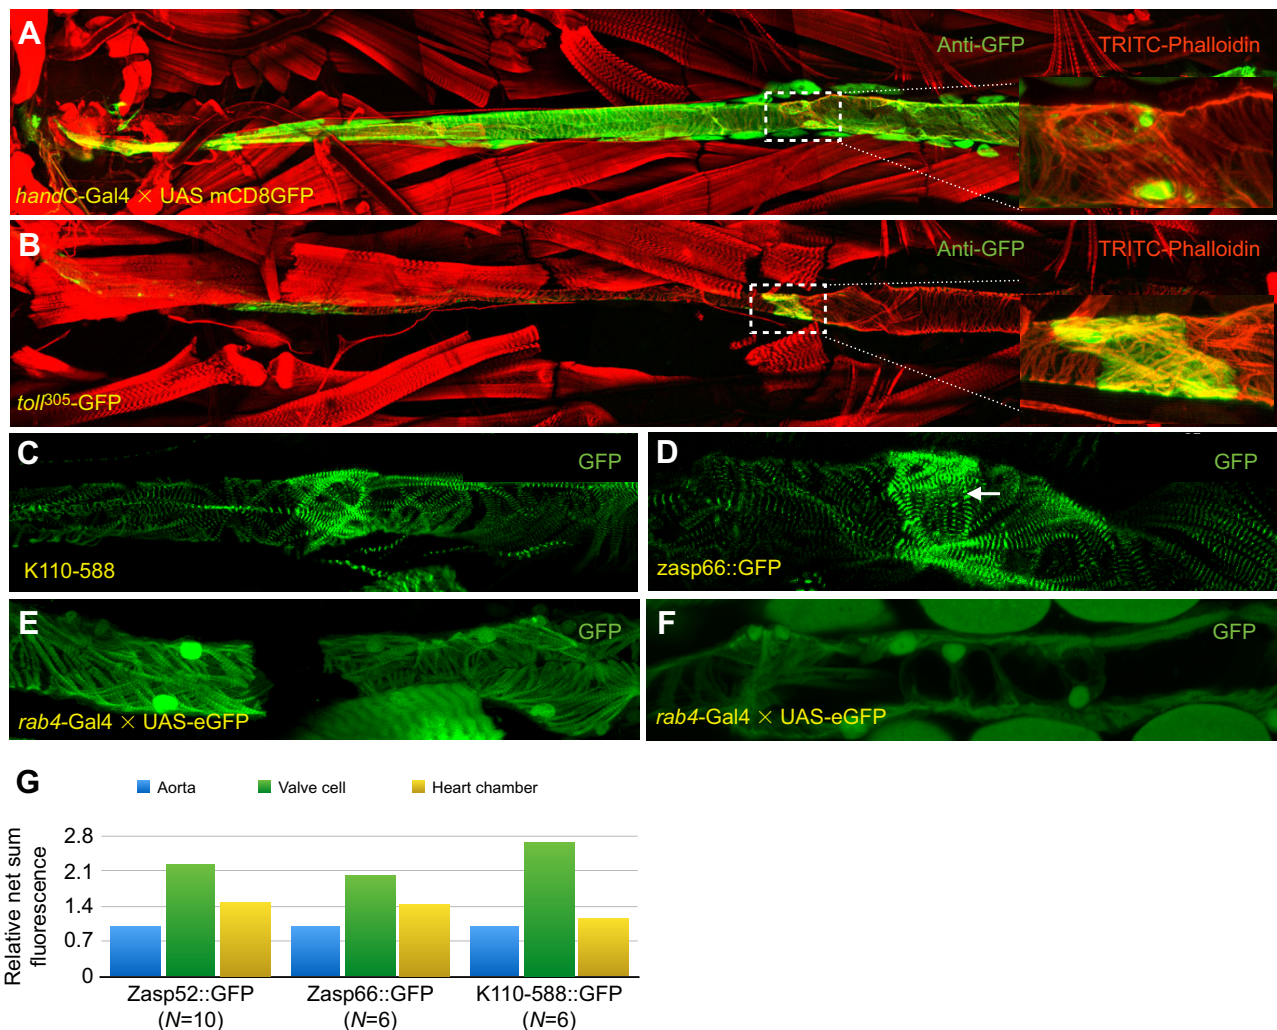 A
Anti-GFP
TRITC-Phalloidin
handC-Gal4 × UAS mCD8GFP
B
Anti-GFP
TRITC-Phalloidin
toll305-GFP
C
GFP
K110-588
D
GFP
zasp66::GFP
E
GFP
rab4-Gal4 × UAS-eGFP
F
GFP
rab4-Gal4 × UAS-eGFP
G
Aorta
Valve cell
Heart chamber
Relative net sum
fluorescence
2.8
2.1
1.4
0.7
0
Zasp52::GFP
(N=10)
Zasp66::GFP
(N=6)
K110-588::GFP
(N=6)